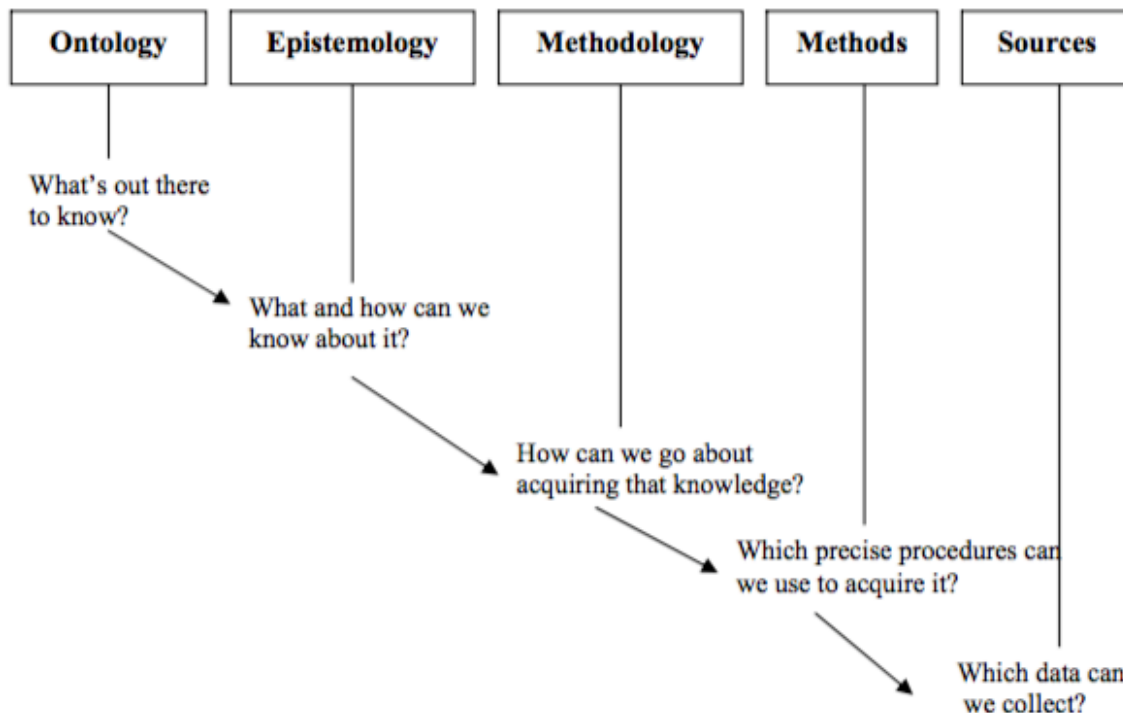 Ontology
Epistemology
Methodology
Methods
Sources
What's out there
to know?
What and how can we
know about it?
How can we go about
acquiring that knowledge?
Which precise procedures can
we use to acquire it?
Which data can
we collect?